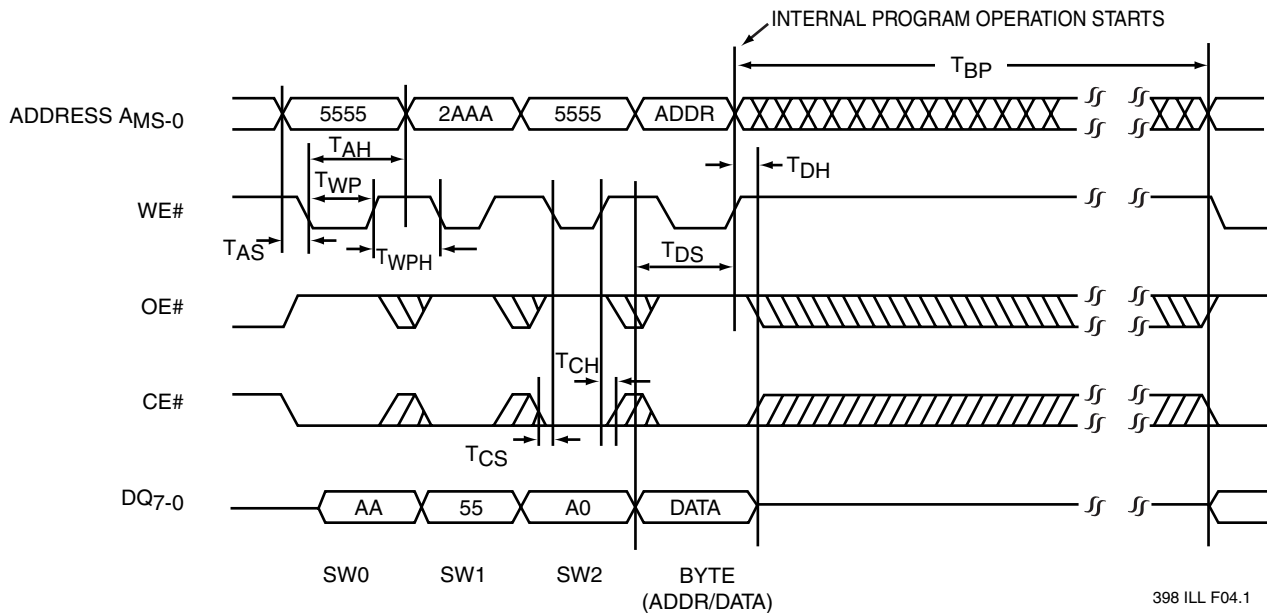 INTERNAL PROGRAM OPERATION STARTS
TBP
ADDRESS AMS-0
5555
2AAA
5555
ADDR
TAH
TDH
TWP
WE#
TAS
TWPH
TDS
OE#
TCH
CE#
TCS
DQ7-0
AA
55
A0
DATA
SW0
SW1
SW2
BYTE
(ADDR/DATA)
398 ILL F04.1